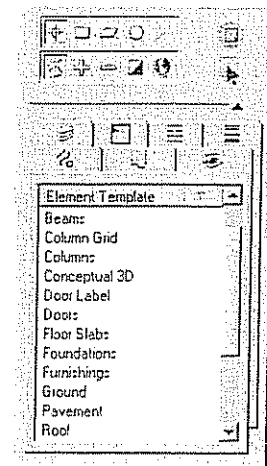 Element Template
Beams
Column Grid
Columns
Conceptual 3D
Door Label
Doors
Floor Slabs
Foundations
Furnishings
Ground
Pavement
Roof